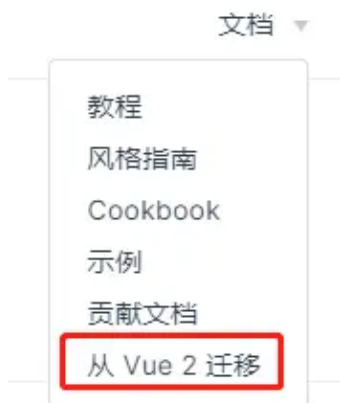 文档
教程
风格指南
Cookbook
示例
贡献文档
从 Vue 2 迁移